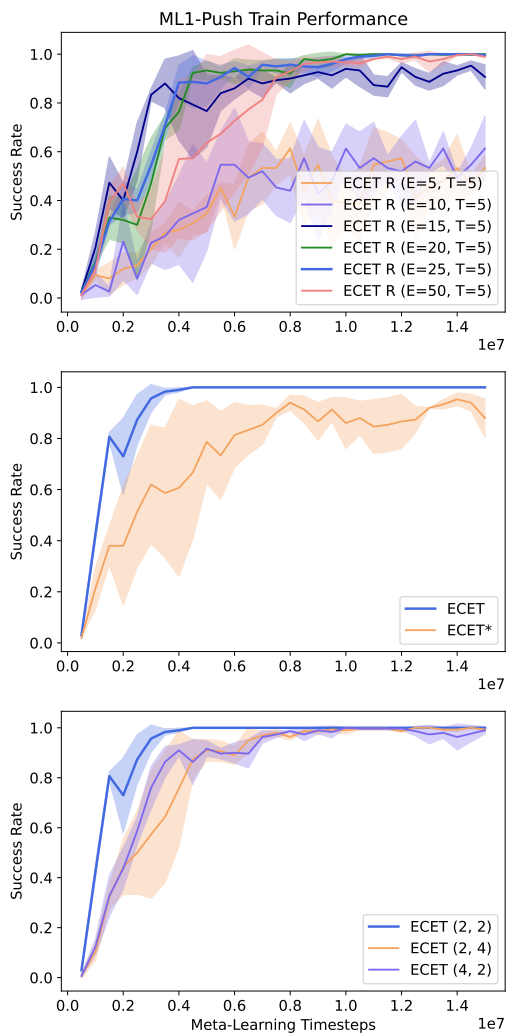 ML1-Push Train Performance
1.0
0.8
0.6
0.4
0.2
0.0
Success Rate
ECET R (E=5, T=5)
ECET R (E=10, T=5)
ECET R (E=15, T=5)
ECET R (E=20, T=5)
ECET R (E=25, T=5)
ECET R (E=50, T=5)
0.0 0.2 0.4 0.6 0.8 1.0 1.2 1.4
1e7
1.0
0.8
0.6
0.4
0.2
0.0
Success Rate
ECET
ECET*
0.0 0.2 0.4 0.6 0.8 1.0 1.2 1.4
1e7
1.0
0.8
0.6
0.4
0.2
0.0
Success Rate
ECET (2, 2)
ECET (2, 4)
ECET (4, 2)
0.0 0.2 0.4 0.6 0.8 1.0 1.2 1.4
Meta-Learning Timesteps
1e7